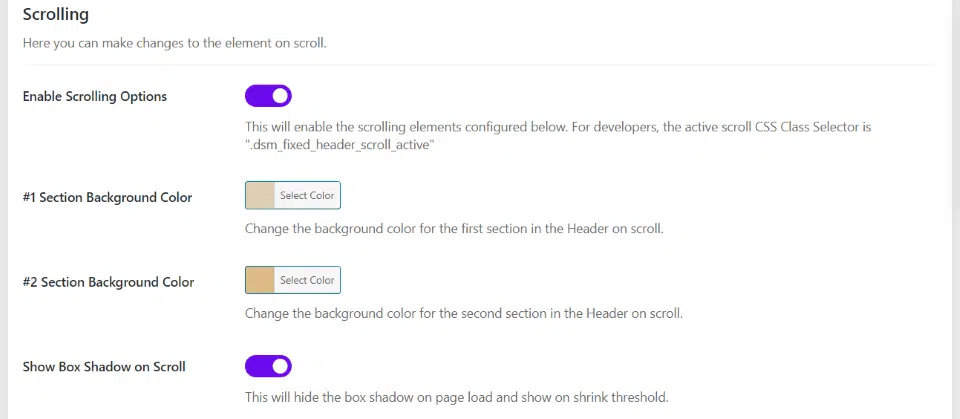 Scrolling
Here you can make changes to the element on scroll.
Enable Scrolling Options
This will enable the scrolling elements configured below. For developers, the active scroll CSS Class Selector is
".dsm_fixed_header_scroll_active"
#1 Section Background Color
Select Color
Change the background color for the first section in the Header on scroll.
#2 Section Background Color
Select Color
Change the background color for the second section in the Header on scroll.
Show Box Shadow on Scroll
This will hide the box shadow on page load and show on shrink threshold.